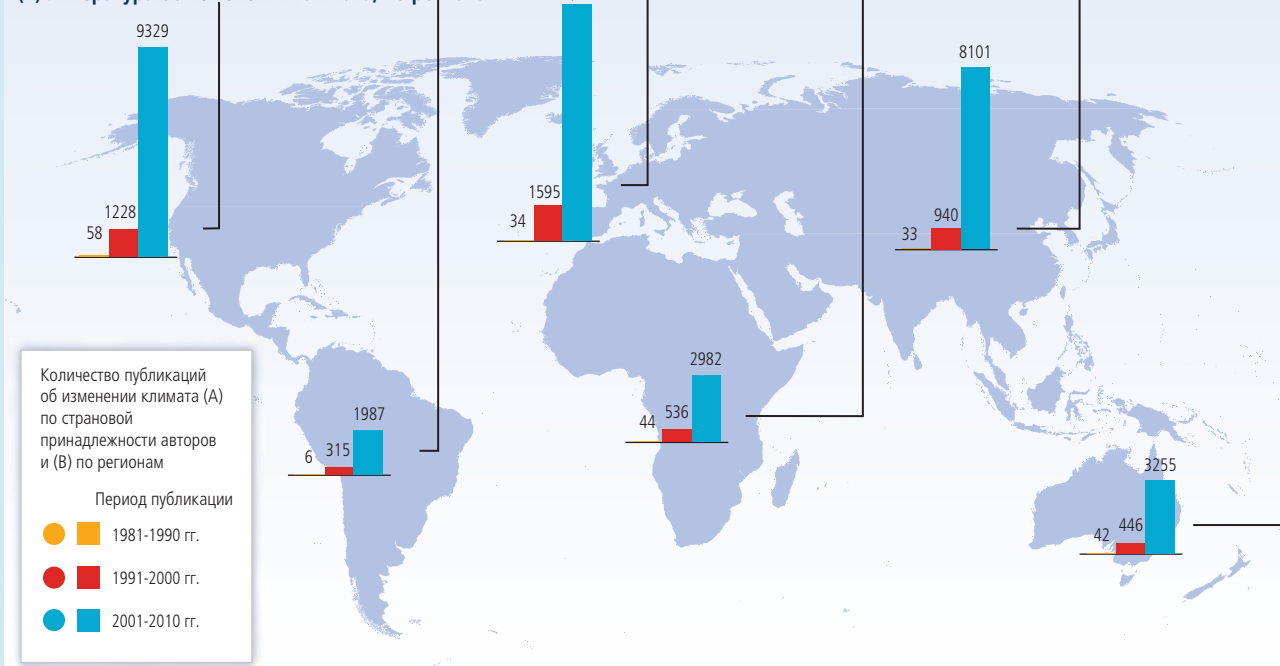 9329
8101
1228
58
1595
34
940
33
2982
536
44
1987
315
6
3255
446
42
Количество публикаций
об изменении климата (A)
по страновой
принадлежности авторов
и (B) по регионам
Период публикации
1981-1990 гг.
1991-2000 гг.
2001-2010 гг.